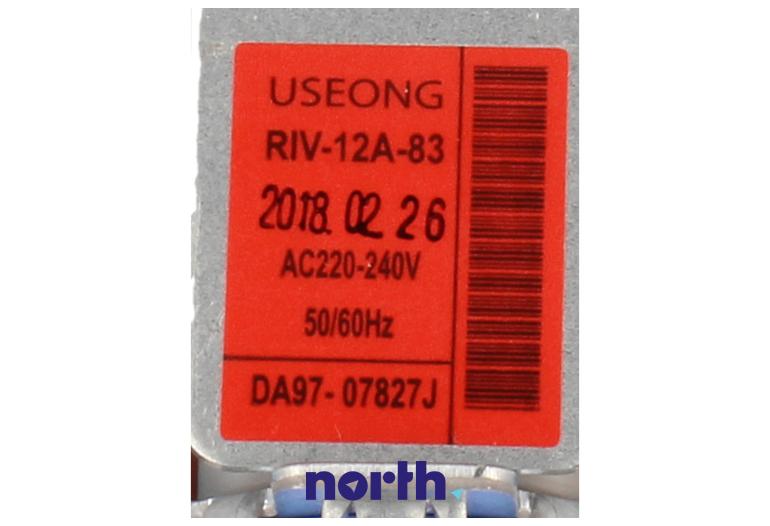 USEONG
RIV-12A-83
2018.02 26
AC220-240V
50/60Hz
DA97- 07827J
north